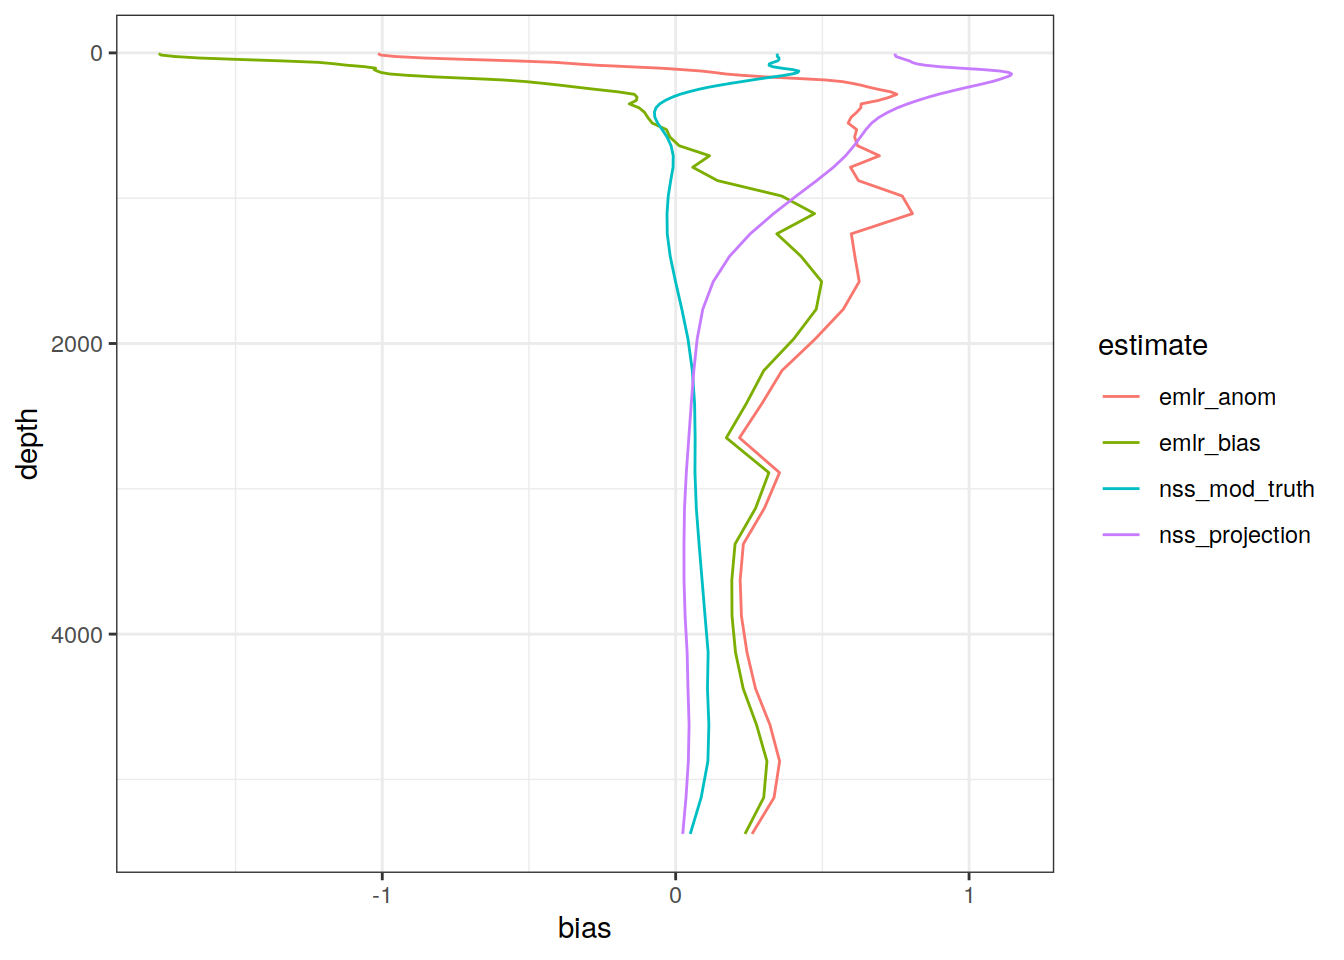 0
2000
4000
depth
-1
0
1
bias
estimate
emlr_anom
emlr_bias
nss_mod_truth
nss_projection